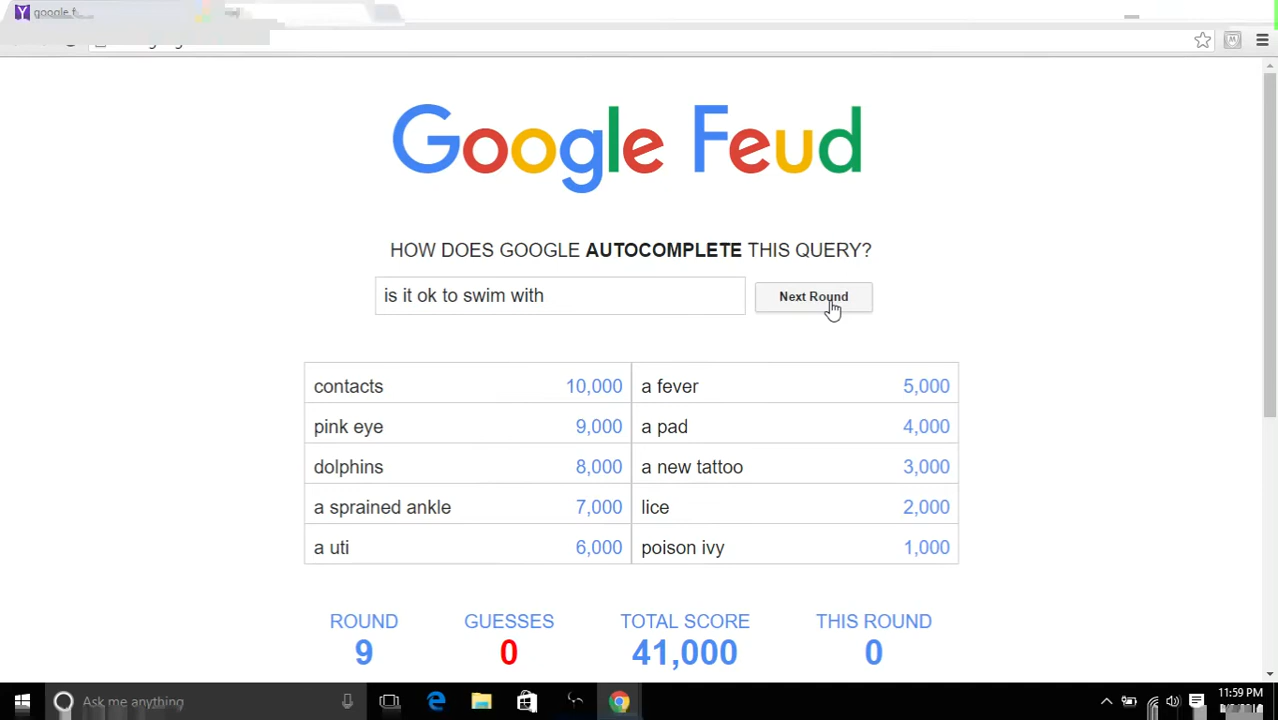 google f
Google Feud
HOW DOES GOOGLE AUTOCOMPLETE THIS QUERY?
is it ok to swim with
Next Round
contacts 10,000 a fever 5,000
pink eye 9,000 a pad 4,000
dolphins 8,000 a new tattoo 3,000
a sprained ankle 7,000 lice 2,000
a uti 6,000 poison ivy 1,000
ROUND GUESSES TOTAL SCORE THIS ROUND
9 0 41,000 0
Ask me anything
11:59 PM